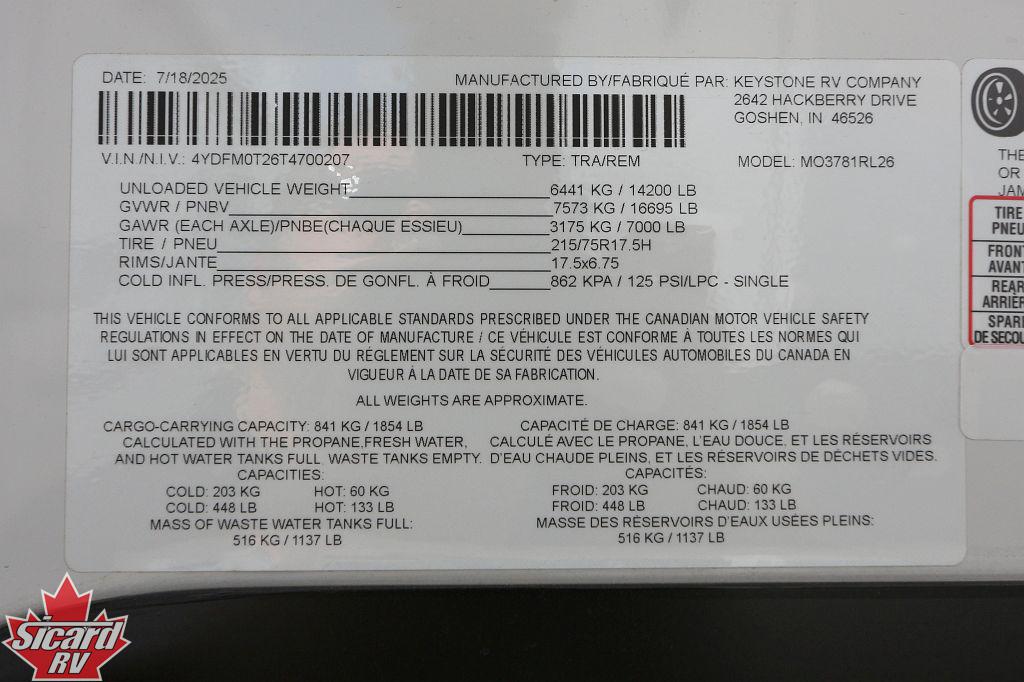 DATE: 7/18/2025
MANUFACTURED BY/FABRIQUÉ PAR: KEYSTONE RV COMPANY
2642 HACKBERRY DRIVE
GOSHEN, IN 46526
V.I.N./N.I.V.: 4YDFM0T26T4700207 TYPE: TRA/REM MODEL: MO3781RL26
UNLOADED VEHICLE WEIGHT 6441 KG / 14200 LB
GVWR / PNBV 7573 KG / 16695 LB
GAWR (EACH AXLE)/PNBE(CHAQUE ESSIEU) 3175 KG / 7000 LB
TIRE / PNEU 215/75R17.5H
RIMS/JANTE 17.5x6.75
COLD INFL. PRESS/PRESS. DE GONFL. À FROID 862 KPA / 125 PSI/LPC - SINGLE
THIS VEHICLE CONFORMS TO ALL APPLICABLE STANDARDS PRESCRIBED UNDER THE CANADIAN MOTOR VEHICLE SAFETY
REGULATIONS IN EFFECT ON THE DATE OF MANUFACTURE / CE VÉHICULE EST CONFORME À TOUTES LES NORMES QUI
LUI SONT APPLICABLES EN VERTU DU RÉGLEMENT SUR LA SÉCURITÉ DES VÉHICULES AUTOMOBILES DU CANADA EN
VIGUEUR À LA DATE DE SA FABRICATION.
ALL WEIGHTS ARE APPROXIMATE.
CARGO-CARRYING CAPACITY: 841 KG / 1854 LB
CALCULATED WITH THE PROPANE,FRESH WATER,
AND HOT WATER TANKS FULL, WASTE TANKS EMPTY.
CAPACITIES:
COLD: 203 KG HOT: 60 KG
COLD: 448 LB HOT: 133 LB
MASS OF WASTE WATER TANKS FULL:
516 KG / 1137 LB
CAPACITÉ DE CHARGE: 841 KG / 1854 LB
CALCULÉ AVEC LE PROPANE, L'EAU DOUCE, ET LES RÉSERVOIRS
D'EAU CHAUDE PLEINS, ET LES RÉSERVOIRS DE DÉCHETS VIDES.
CAPACITÉS:
FROID: 203 KG CHAUD: 60 KG
FROID: 448 LB CHAUD: 133 LB
MASSE DES RÉSERVOIRS D'EAUX USÉES PLEINS:
516 KG / 1137 LB
THE
OR
JAM
TIRE
PNEU
FRONT
AVANT
REAR
ARRIÈR
SPARE
DE SECOU
Sicard
RV